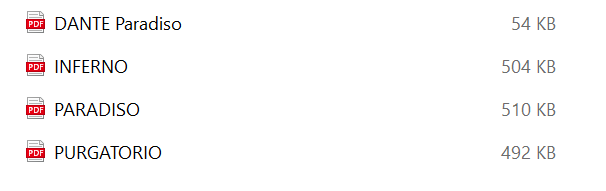 PDF DANTE Paradiso 54 KB
PDF INFERNO 504 KB
PDF PARADISO 510 KB
PDF PURGATORIO 492 KB